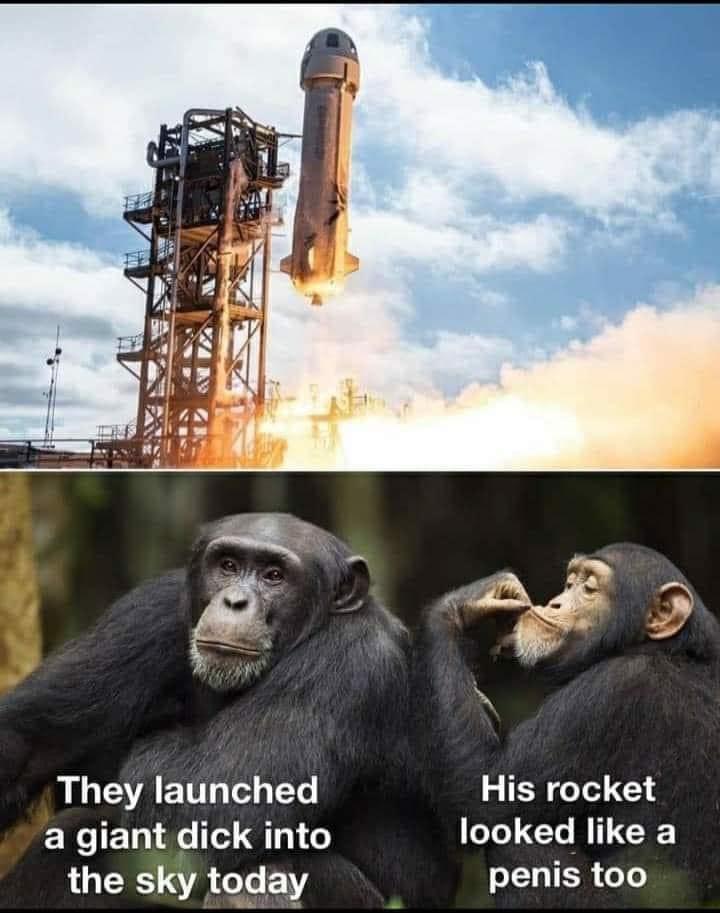 They launched
a giant dick into
the sky today
His rocket
looked like a
penis too